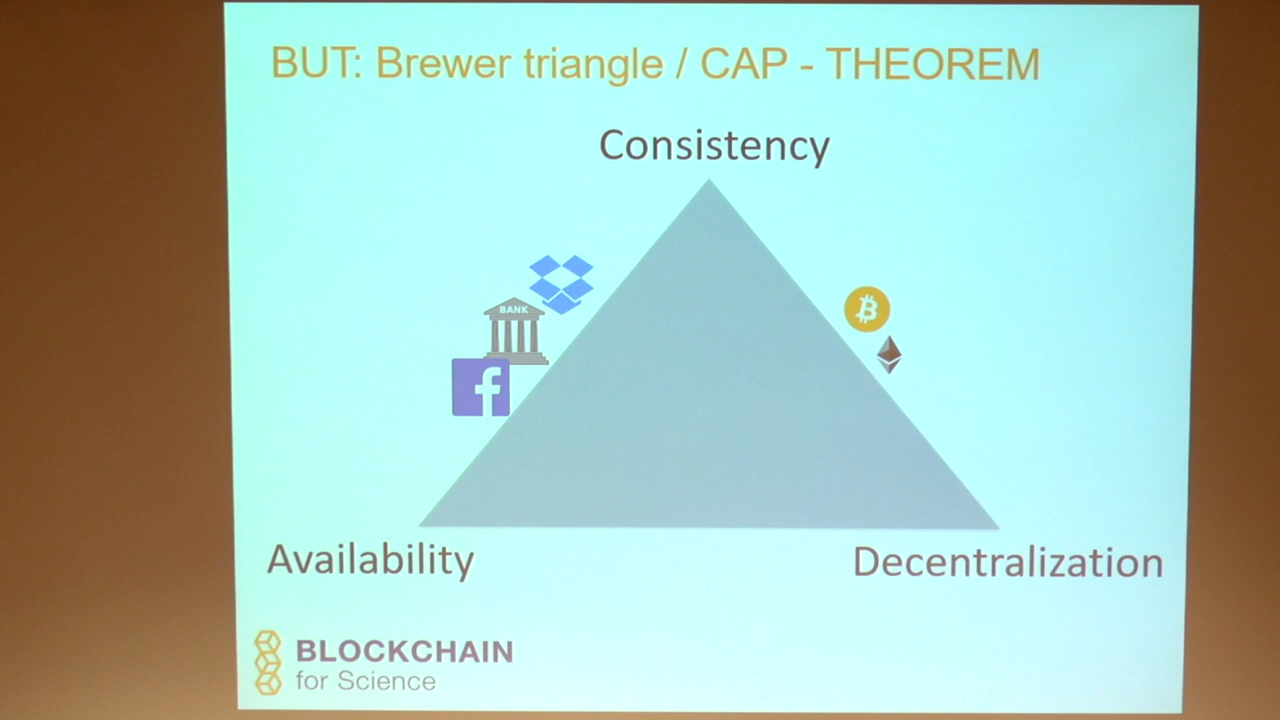 BUT: Brewer triangle / CAP - THEOREM
Consistency
BANK
Availability
Decentralization
BLOCKCHAIN
for Science